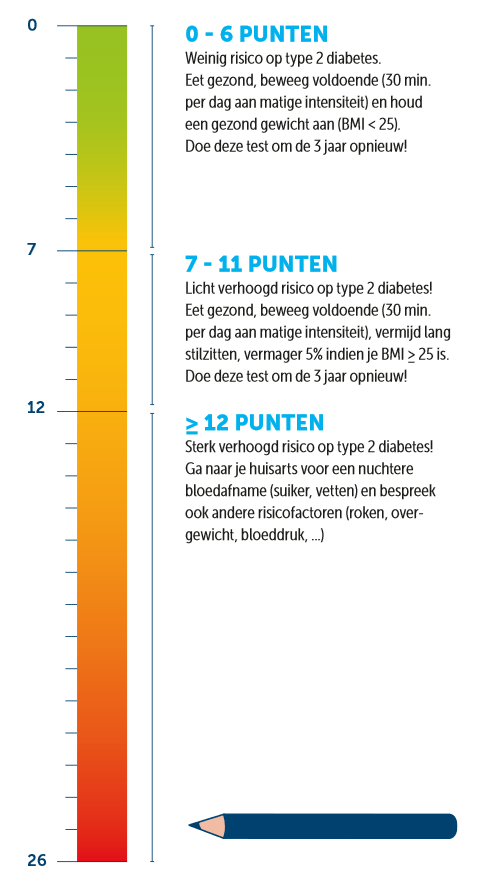 0
0 - 6 PUNTEN
Weinig risico op type 2 diabetes.
Eet gezond, beweeg voldoende (30 min.
per dag aan matige intensiteit) en houd
een gezond gewicht aan (BMI < 25).
Doe deze test om de 3 jaar opnieuw!
7
7 - 11 PUNTEN
Licht verhoogd risico op type 2 diabetes!
Eet gezond, beweeg voldoende (30 min.
per dag aan matige intensiteit), vermijd lang
stilzitten, vermager 5% indien je BMI ≥ 25 is.
Doe deze test om de 3 jaar opnieuw!
12
≥ 12 PUNTEN
Sterk verhoogd risico op type 2 diabetes!
Ga naar je huisarts voor een nuchtere
bloedafname (suiker, vetten) en bespreek
ook andere risicofactoren (roken, over-
gewicht, bloeddruk, ...)
26